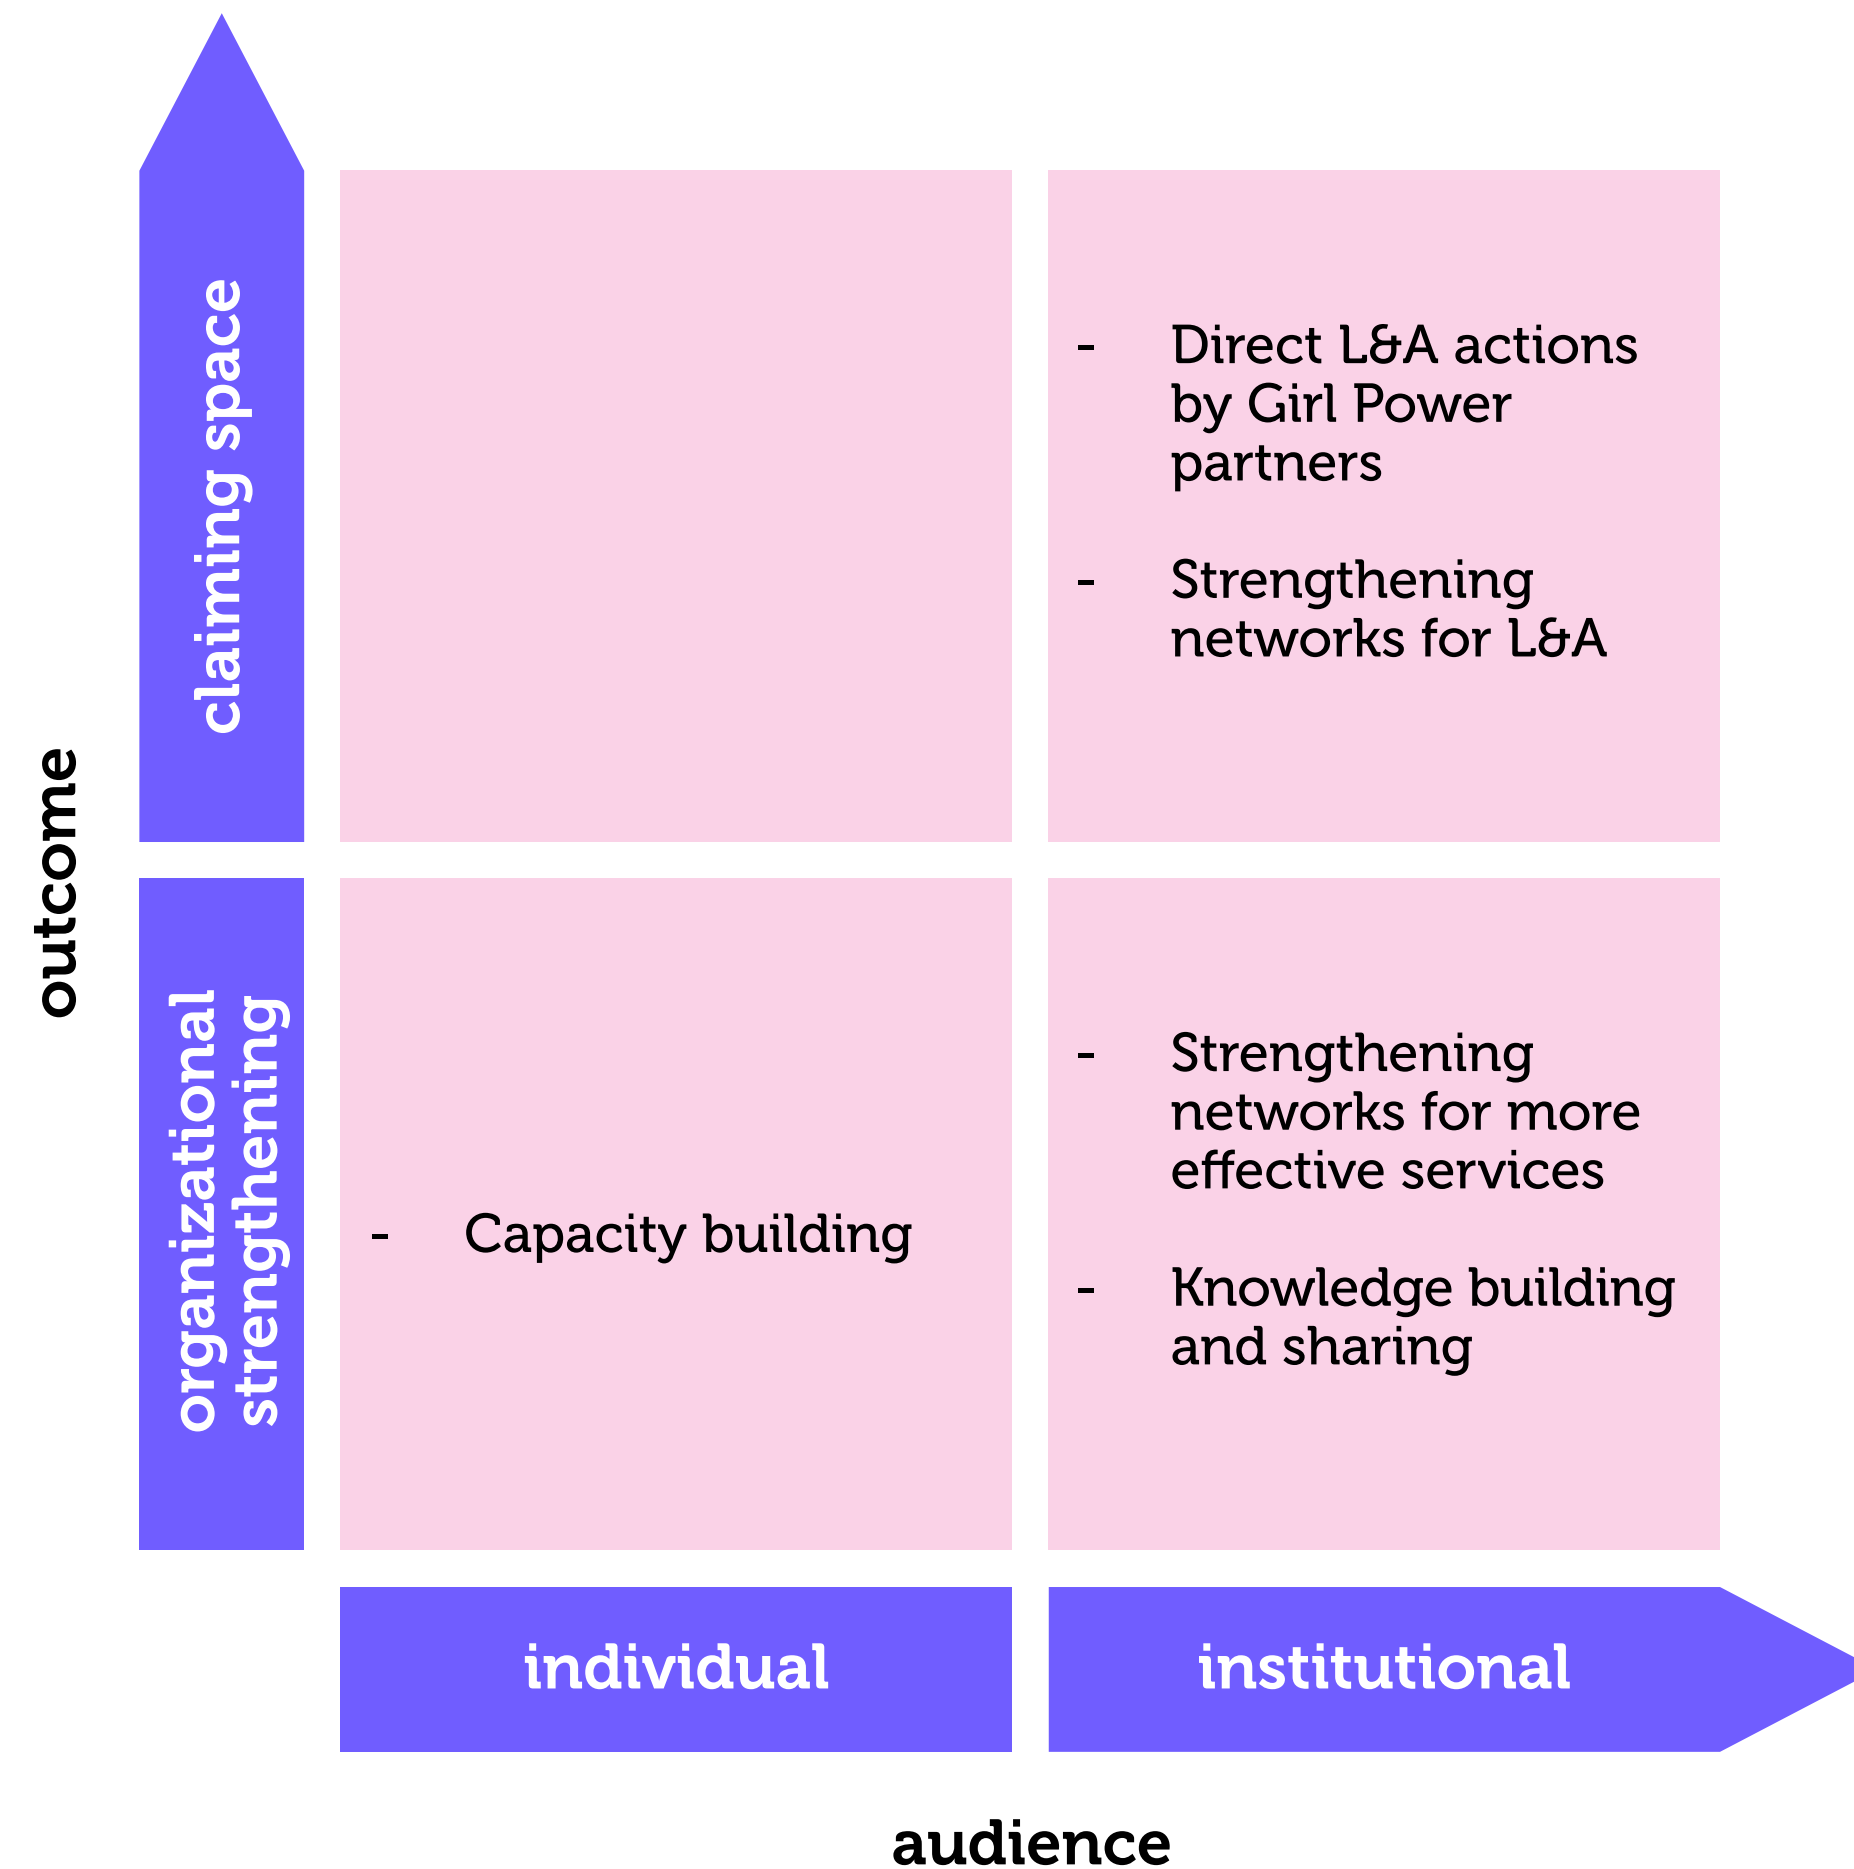 outcome
claiming space
- Direct L&A actions
by Girl Power
partners
- Strengthening
networks for L&A
organizational
strengthening
- Capacity building
- Strengthening
networks for more
effective services
- Knowledge building
and sharing
individual
institutional
audience